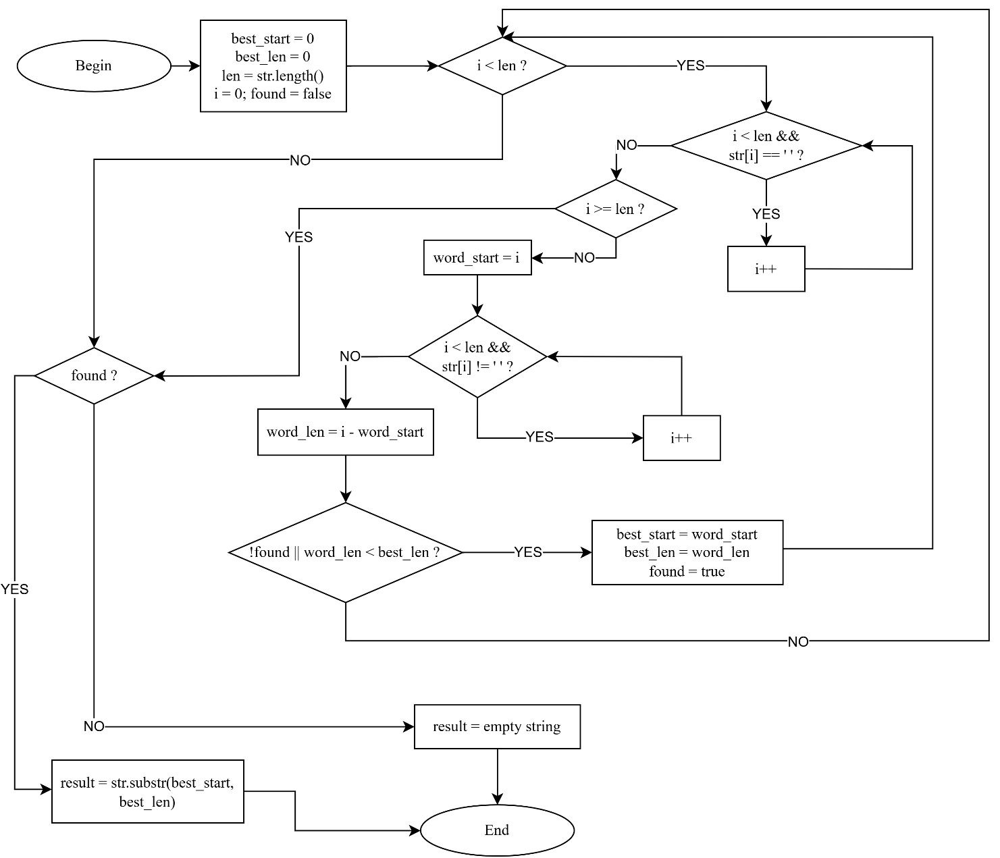 Begin
best_start = 0
best_len = 0
len = str.length()
i = 0; found = false
i < len ?
YES
i < len &&
str[i] == ' ' ?
NO
NO
i >= len ?
YES
YES
word_start = i
NO
i++
i < len &&
str[i] != ' ' ?
NO
found ?
word_len = i - word_start
YES
i++
!found || word_len < best_len ?
YES
best_start = word_start
best_len = word_len
found = true
YES
NO
NO
result = empty string
result = str.substr(best_start,
best_len)
End